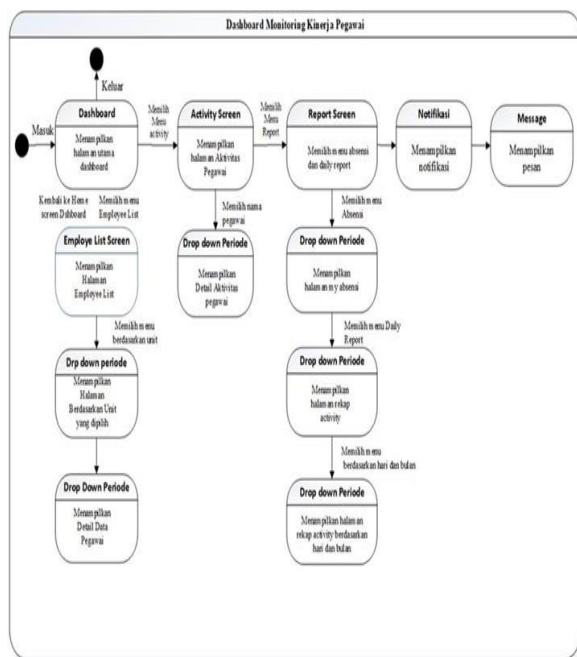 Dashboard Monitoring Kinerja Pegawai
Keluar
Masuk
Dashboard
Menampilkan
halaman utama
dashboard
Memilih
Menu
activity
Activity Screen
Menampilkan
halaman Aktivitas
Pegawai
Memilih
Menu
Report
Report Screen
Memilih menu absensi
dan daily report
Notifikasi
Menampilkan
notifikasi
Message
Menampilkan
pesan
Kembali ke Home
screen Dshboard
Memilih menu
Employee List
Employe List Screen
Menampilkan
Halaman
Employee List
Memilih menu
berdasarkan unit
Drp down periode
Menampilkan
Halaman
Berdasarkan Unit
yang dipilih
Drop Down Periode
Menampilkan
Detail Data
Pegawai
Memilih nama
pegawai
Drop down Periode
Menampilkan
Detail Aktivitas
pegawai
Memilih menu
Absensi
Drop down Periode
Menampilkan
halaman my absensi
Memilih menu Daily
Report
Drop down Periode
Menampilkan
halaman rekap
activity
Memilih menu
berdasarkan hari dan bulan
Drop down Periode
Menampilkan halaman
rekap activity berdasarkan
hari dan bulan